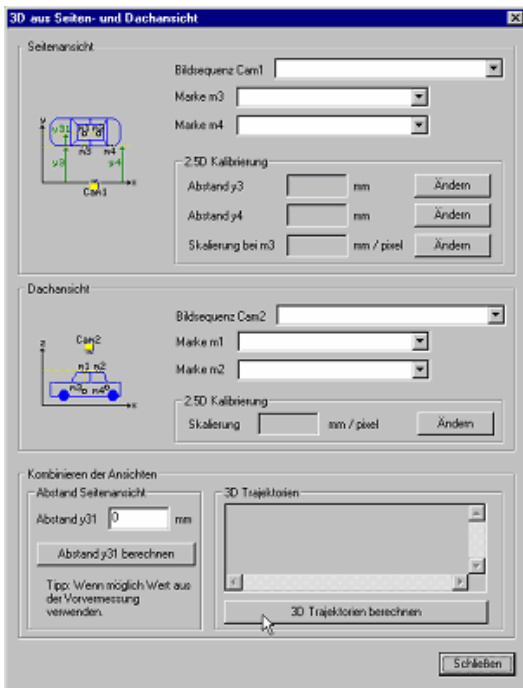 3D aus Seiten- und Dachansicht
Seitenansicht
Bildsequenz Cam1
Marke m3
Marke m4
y
y31
m1 m2
m3 m4
y3
y4
Cam1
x
2.5D Kalibrierung
Abstand y3 mm Ändern
Abstand y4 mm Ändern
Skalierung bei m3 mm / pixel Ändern
Dachansicht
Bildsequenz Cam2
Marke m1
Marke m2
z
Cam2
m1 m2
m3 m4
x
2.5D Kalibrierung
Skalierung mm / pixel Ändern
Kombinieren der Ansichten
Abstand Seitenansicht
Abstand y31 0 mm
Abstand y31 berechnen
Tipp: Wenn möglich Wert aus
der Vorvermessung
verwenden.
3D Trajektorien
3D Trajektorien berechnen
Schließen